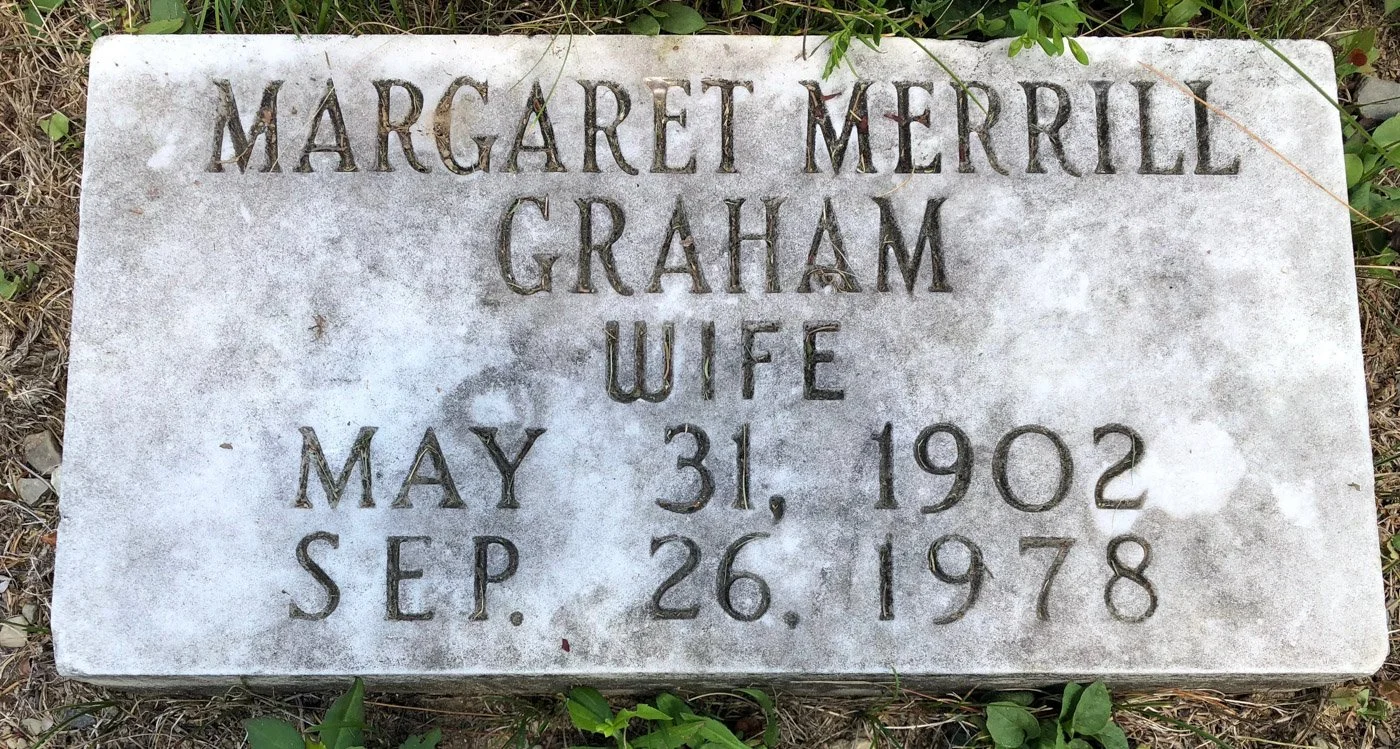 MARGARET MERRILL
GRAHAM
WIFE
MAY 31, 1902
SEP. 26. 1978